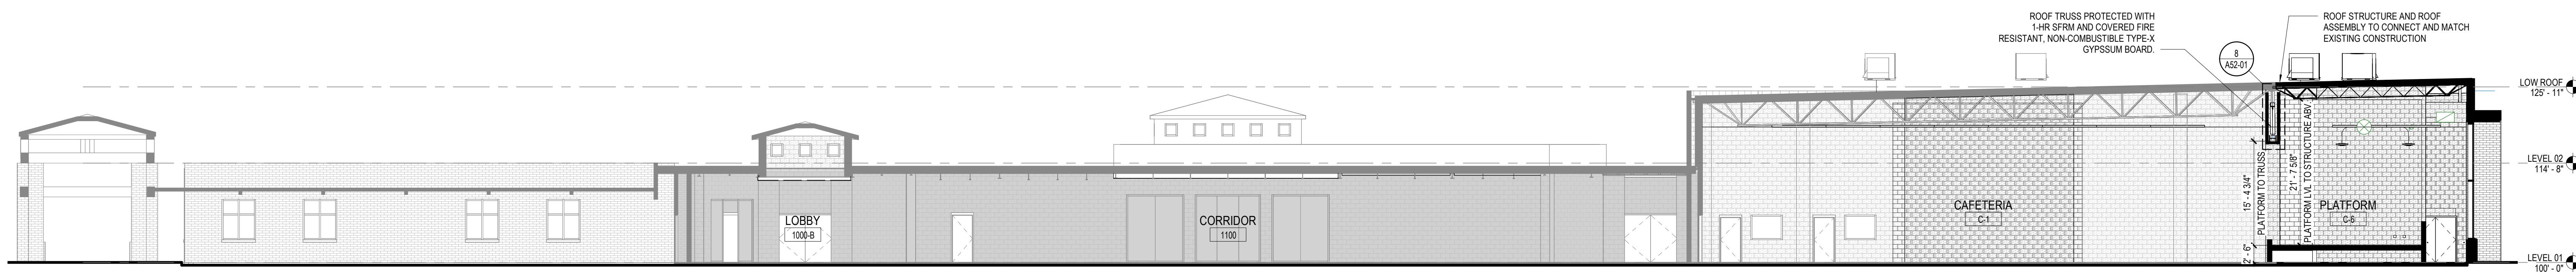 ROOF TRUSS PROTECTED WITH
1-HR SFRM AND COVERED FIRE
RESISTANT, NON-COMBUSTIBLE TYPE-X
GYPSSUM BOARD.
8
A52-01
ROOF STRUCTURE AND ROOF
ASSEMBLY TO CONNECT AND MATCH
EXISTING CONSTRUCTION
LOW ROOF
125' - 11"
LEVEL 02
114' - 8"
LEVEL 01
100' - 0"
LOBBY
1000-B
CORRIDOR
1100
CAFETERIA
C-1
PLATFORM
C-6
2' - 6"
15' - 4 3/4"
PLATFORM TO TRUSS
21' - 7 5/8"
PLATFORM LVL TO STRUCTURE ABV.